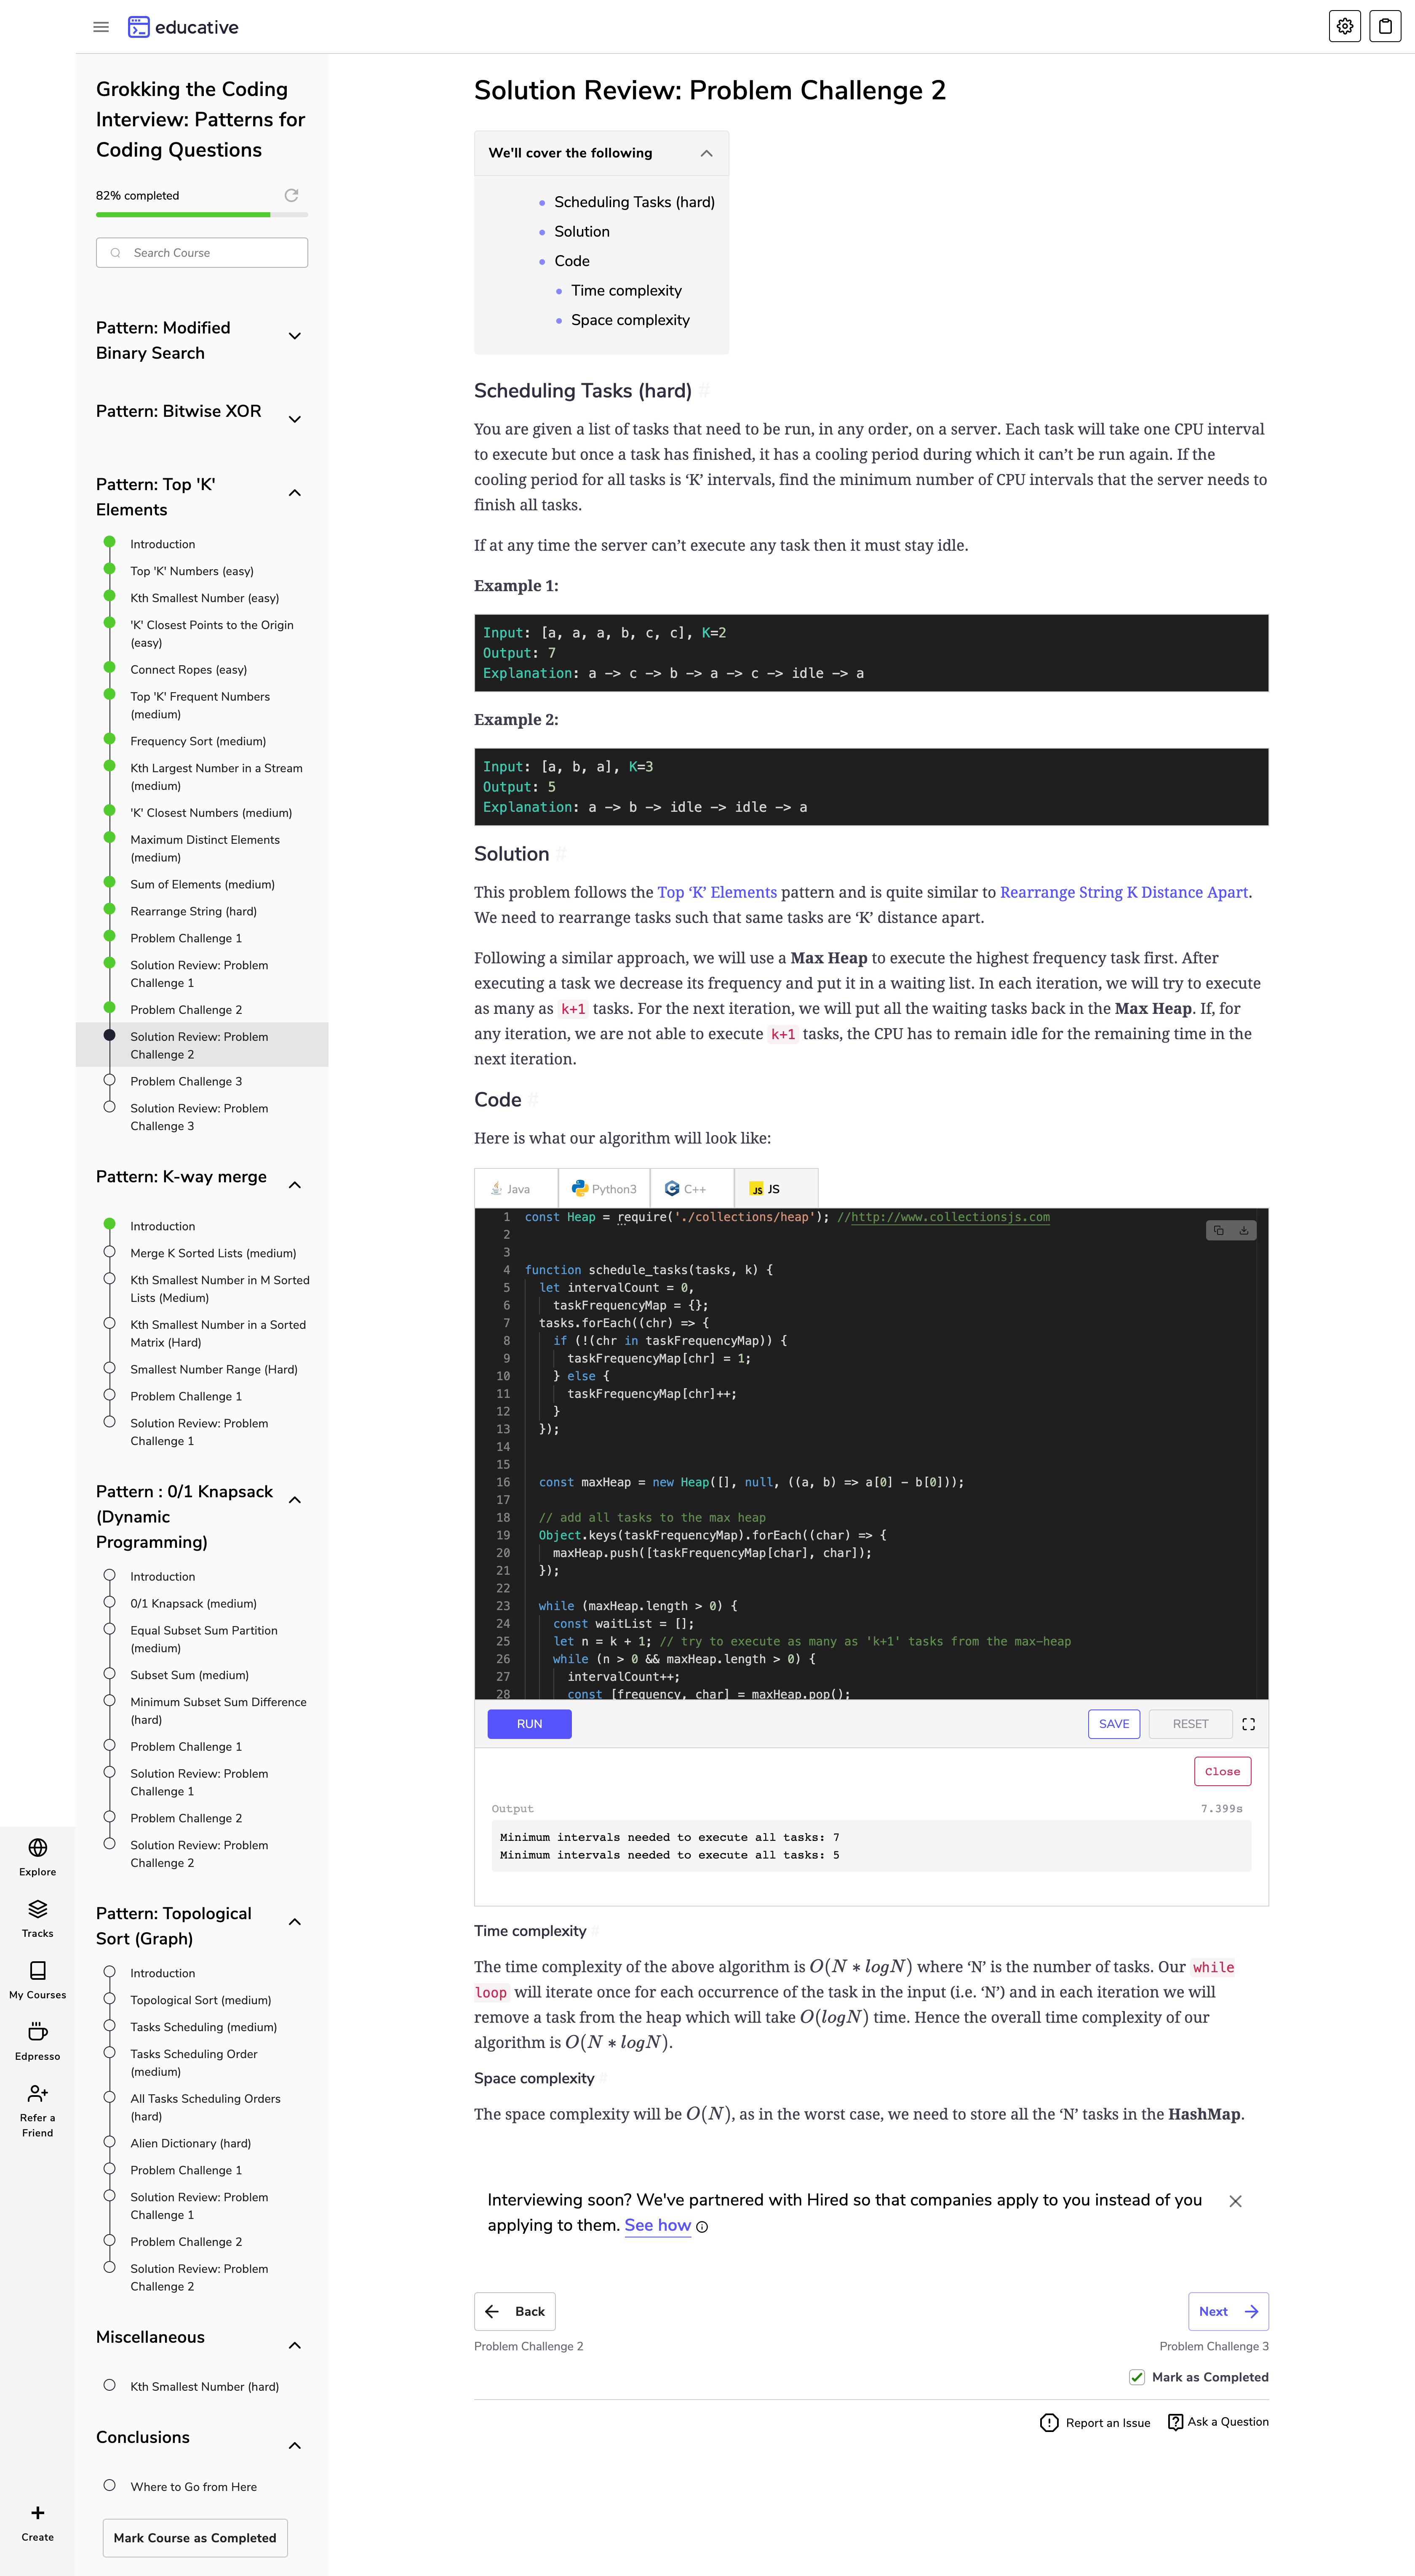 educative
Grokking the Coding
Interview: Patterns for
Coding Questions
82% completed
Search Course
Pattern: Modified
Binary Search
Pattern: Bitwise XOR
Pattern: Top 'K'
Elements
Introduction
Top 'K' Numbers (easy)
Kth Smallest Number (easy)
'K' Closest Points to the Origin
(easy)
Connect Ropes (easy)
Top 'K' Frequent Numbers
(medium)
Frequency Sort (medium)
Kth Largest Number in a Stream
(medium)
'K' Closest Numbers (medium)
Maximum Distinct Elements
(medium)
Sum of Elements (medium)
Rearrange String (hard)
Problem Challenge 1
Solution Review: Problem
Challenge 1
Problem Challenge 2
Solution Review: Problem
Challenge 2
Problem Challenge 3
Solution Review: Problem
Challenge 3
Pattern: K-way merge
Introduction
Merge K Sorted Lists (medium)
Kth Smallest Number in M Sorted
Lists (Medium)
Kth Smallest Number in a Sorted
Matrix (Hard)
Smallest Number Range (Hard)
Problem Challenge 1
Solution Review: Problem
Challenge 1
Pattern : 0/1 Knapsack
(Dynamic
Programming)
Introduction
0/1 Knapsack (medium)
Equal Subset Sum Partition
(medium)
Subset Sum (medium)
Minimum Subset Sum Difference
(hard)
Problem Challenge 1
Solution Review: Problem
Challenge 1
Problem Challenge 2
Solution Review: Problem
Challenge 2
Pattern: Topological
Sort (Graph)
Introduction
Topological Sort (medium)
Tasks Scheduling (medium)
Tasks Scheduling Order
(medium)
All Tasks Scheduling Orders
(hard)
Alien Dictionary (hard)
Problem Challenge 1
Solution Review: Problem
Challenge 1
Problem Challenge 2
Solution Review: Problem
Challenge 2
Miscellaneous
Kth Smallest Number (hard)
Conclusions
Where to Go from Here
Mark Course as Completed
Explore
Tracks
My Courses
Edpresso
Refer a
Friend
Create
Solution Review: Problem Challenge 2
We'll cover the following
Scheduling Tasks (hard)
Solution
Code
Time complexity
Space complexity
Scheduling Tasks (hard) #
You are given a list of tasks that need to be run, in any order, on a server. Each task will take one CPU interval
to execute but once a task has finished, it has a cooling period during which it can’t be run again. If the
cooling period for all tasks is ‘K’ intervals, find the minimum number of CPU intervals that the server needs to
finish all tasks.
If at any time the server can’t execute any task then it must stay idle.
Example 1:
Input: [a, a, a, b, c, c], K=2
Output: 7
Explanation: a -> c -> b -> a -> c -> idle -> a
Example 2:
Input: [a, b, a], K=3
Output: 5
Explanation: a -> b -> idle -> idle -> a
Solution #
This problem follows the Top ‘K’ Elements pattern and is quite similar to Rearrange String K Distance Apart.
We need to rearrange tasks such that same tasks are ‘K’ distance apart.
Following a similar approach, we will use a Max Heap to execute the highest frequency task first. After
executing a task we decrease its frequency and put it in a waiting list. In each iteration, we will try to execute
as many as k+1 tasks. For the next iteration, we will put all the waiting tasks back in the Max Heap. If, for
any iteration, we are not able to execute k+1 tasks, the CPU has to remain idle for the remaining time in the
next iteration.
Code #
Here is what our algorithm will look like:
Java Python3 C++ JS JS
1 const Heap = require('./collections/heap'); //http://www.collectionsjs.com
2
3
4 function schedule_tasks(tasks, k) {
5 let intervalCount = 0,
6 taskFrequencyMap = {};
7 tasks.forEach((chr) => {
8 if (!(chr in taskFrequencyMap)) {
9 taskFrequencyMap[chr] = 1;
10 } else {
11 taskFrequencyMap[chr]++;
12 }
13 });
14
15
16 const maxHeap = new Heap([], null, ((a, b) => a[0] - b[0]));
17
18 // add all tasks to the max heap
19 Object.keys(taskFrequencyMap).forEach((char) => {
20 maxHeap.push([taskFrequencyMap[char], char]);
21 });
22
23 while (maxHeap.length > 0) {
24 const waitList = [];
25 let n = k + 1; // try to execute as many as 'k+1' tasks from the max-heap
26 while (n > 0 && maxHeap.length > 0) {
27 intervalCount++;
28 const [frequency, char] = maxHeap.pop();
RUN SAVE RESET
Close
Output 7.399s
Minimum intervals needed to execute all tasks: 7
Minimum intervals needed to execute all tasks: 5
Time complexity #
The time complexity of the above algorithm is O(N ∗ logN) where ‘N’ is the number of tasks. Our while
loop will iterate once for each occurrence of the task in the input (i.e. ‘N’) and in each iteration we will
remove a task from the heap which will take O(logN) time. Hence the overall time complexity of our
algorithm is O(N ∗ logN).
Space complexity #
The space complexity will be O(N), as in the worst case, we need to store all the ‘N’ tasks in the HashMap.
Interviewing soon? We've partnered with Hired so that companies apply to you instead of you
applying to them. See how
Back Next
Problem Challenge 2 Problem Challenge 3
Mark as Completed
Report an Issue Ask a Question